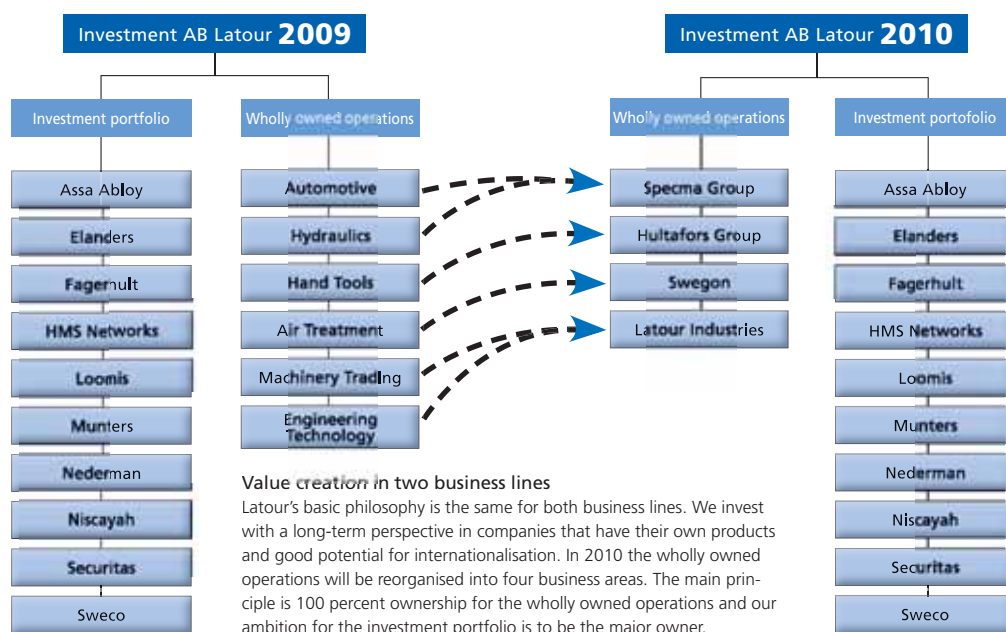 Investment AB Latour 2009
Investment portfolio
Assa Abloy
Elanders
Fagerhult
HMS Networks
Loomis
Munters
Nederman
Niscayah
Securitas
Sweco
Wholly owned operations
Automotive
Hydraulics
Hand Tools
Air Treatment
Machinery Trading
Engineering
Technology
Investment AB Latour 2010
Wholly owned operations
Specma Group
Hultafors Group
Swegon
Latour Industries
Investment portofolio
Assa Abloy
Elanders
Fagerhult
HMS Networks
Loomis
Munters
Nederman
Niscayah
Securitas
Sweco
Value creation in two business lines
Latour's basic philosophy is the same for both business lines. We invest
with a long-term perspective in companies that have their own products
and good potential for internationalisation. In 2010 the wholly owned
operations will be reorganised into four business areas. The main prin-
ciple is 100 percent ownership for the wholly owned operations and our
ambition for the investment portfolio is to be the major owner.